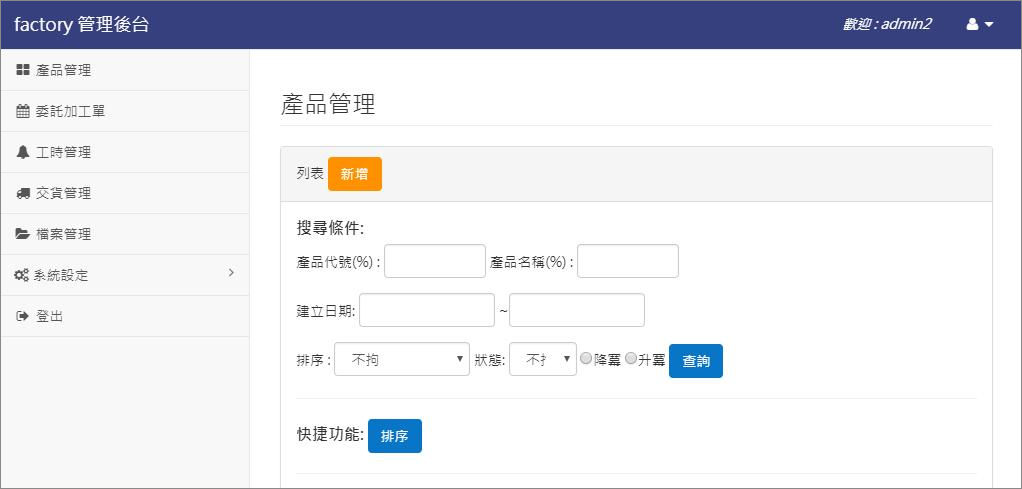 factory 管理後台
歡迎 : admin2
產品管理
委託加工單
工時管理
交貨管理
檔案管理
系統設定
登出
產品管理
列表 新增
搜尋條件:
產品代號(%) : 產品名稱(%) :
建立日期: ~
排序 : 不拘 狀態: 不 降冪 升冪 查詢
快捷功能: 排序